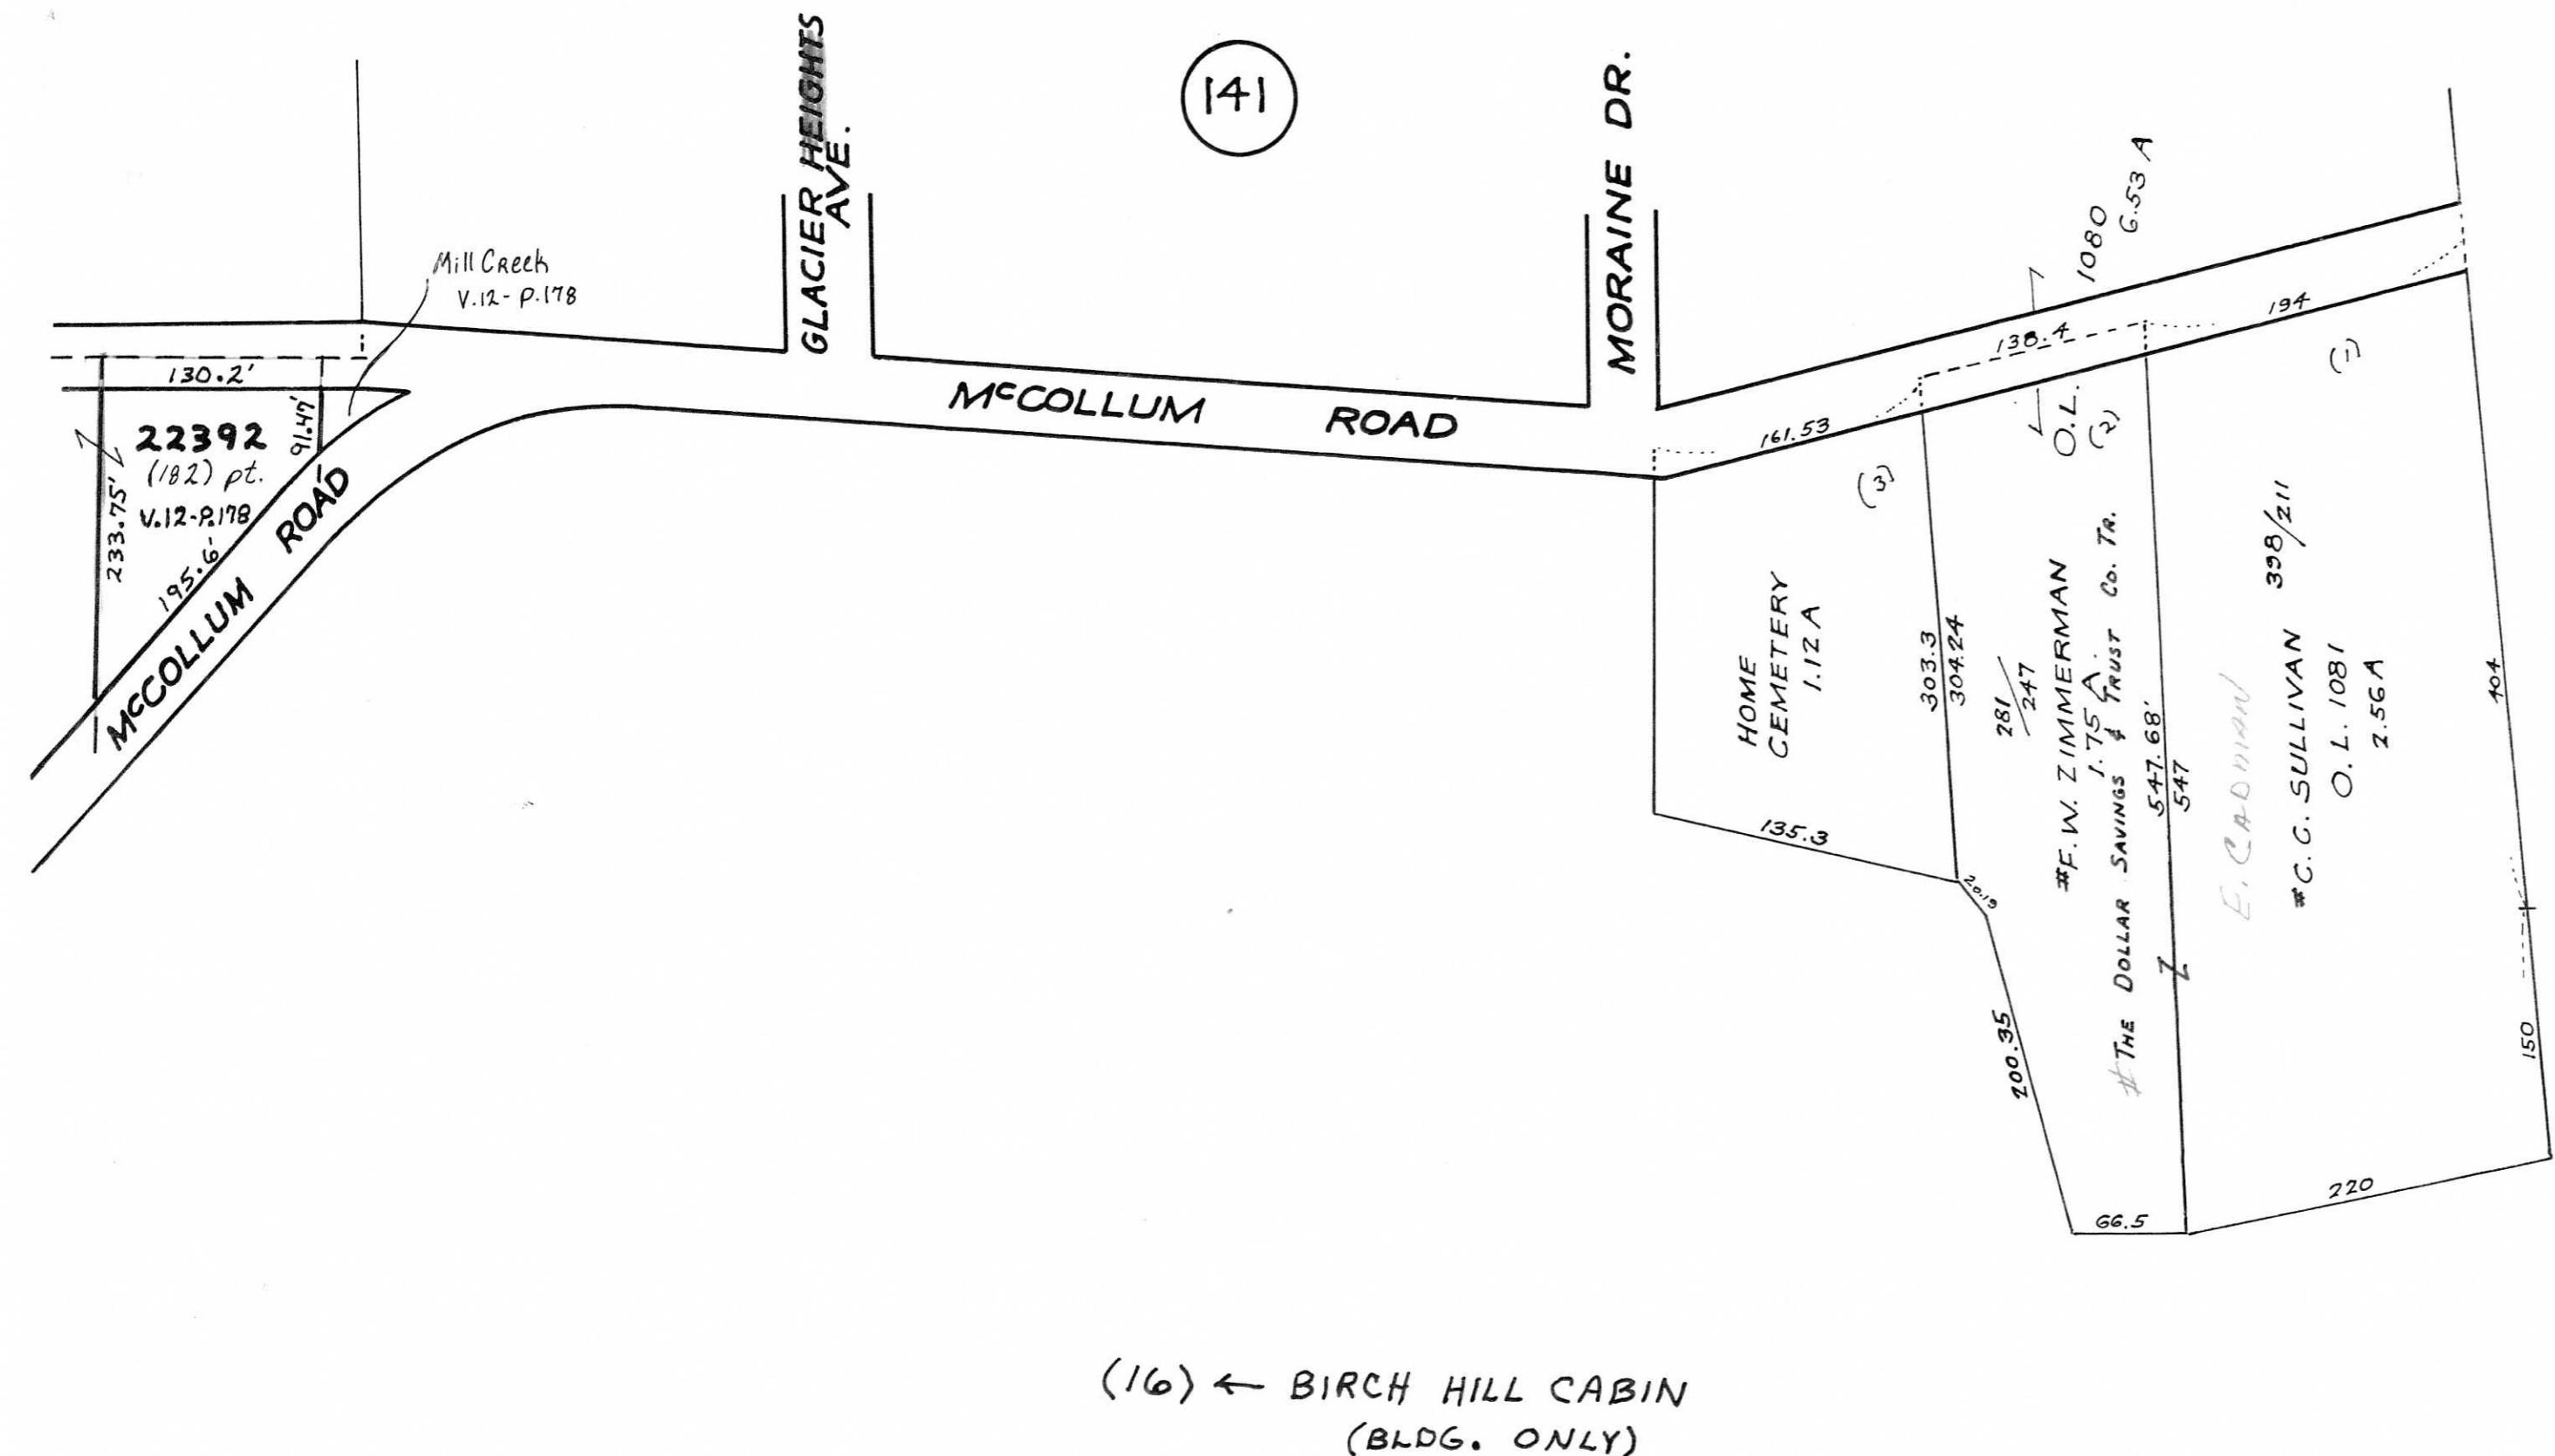 141
GLACIER HEIGHTS
AVE.
MORAINE DR.
Mill Creek
V.12-P.178
130.2'
91.47'
22392
(182) pt.
V.12-P.178
233.75'
195.6'
McCOLLUM ROAD
McCOLLUM ROAD
1080
6.53 A
138.4
194
161.53
(1)
O.L.
(2)
(3)
HOME
CEMETERY
1.12 A
303.3
304.24
135.3
20.19
281/247
#F. W. ZIMMERMAN
1.75 A.
# THE DOLLAR SAVINGS & TRUST CO. TR.
547.68'
547
200.35
66.5
E. CADMAN
398/211
#C. C. SULLIVAN
O. L. 1081
2.56 A
404
150
220
(16) ← BIRCH HILL CABIN
(BLDG. ONLY)